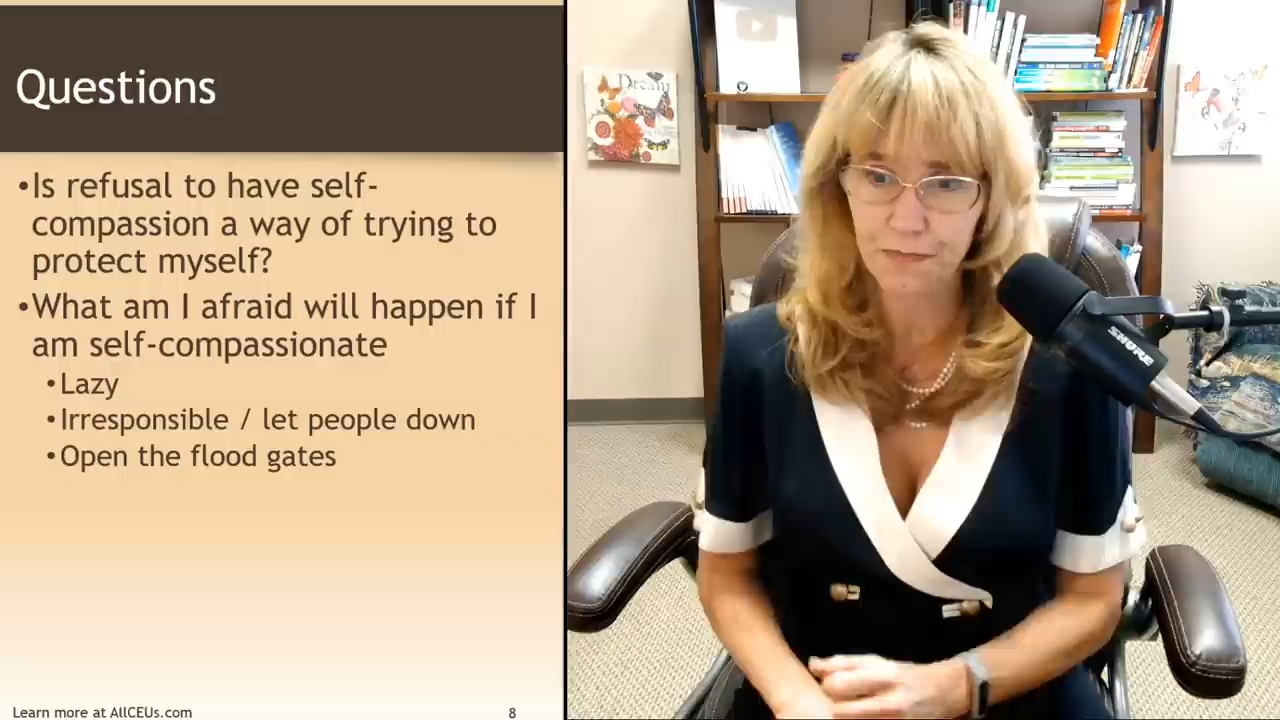 Questions
•Is refusal to have self-
compassion a way of trying to
protect myself?
•What am I afraid will happen if I
am self-compassionate
•Lazy
•Irresponsible / let people down
•Open the flood gates
Learn more at AllCEUs.com
8
Dream
SHURE